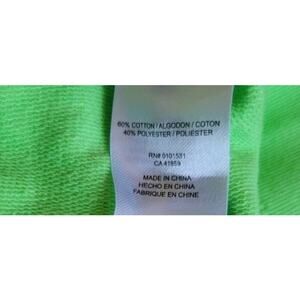 60% COTTON / ALGODON / COTON
40% POLYESTER / POLIESTER
RN# 0101531
CA 41959
MADE IN CHINA
HECHO EN CHINA
FABRIQUE EN CHINE